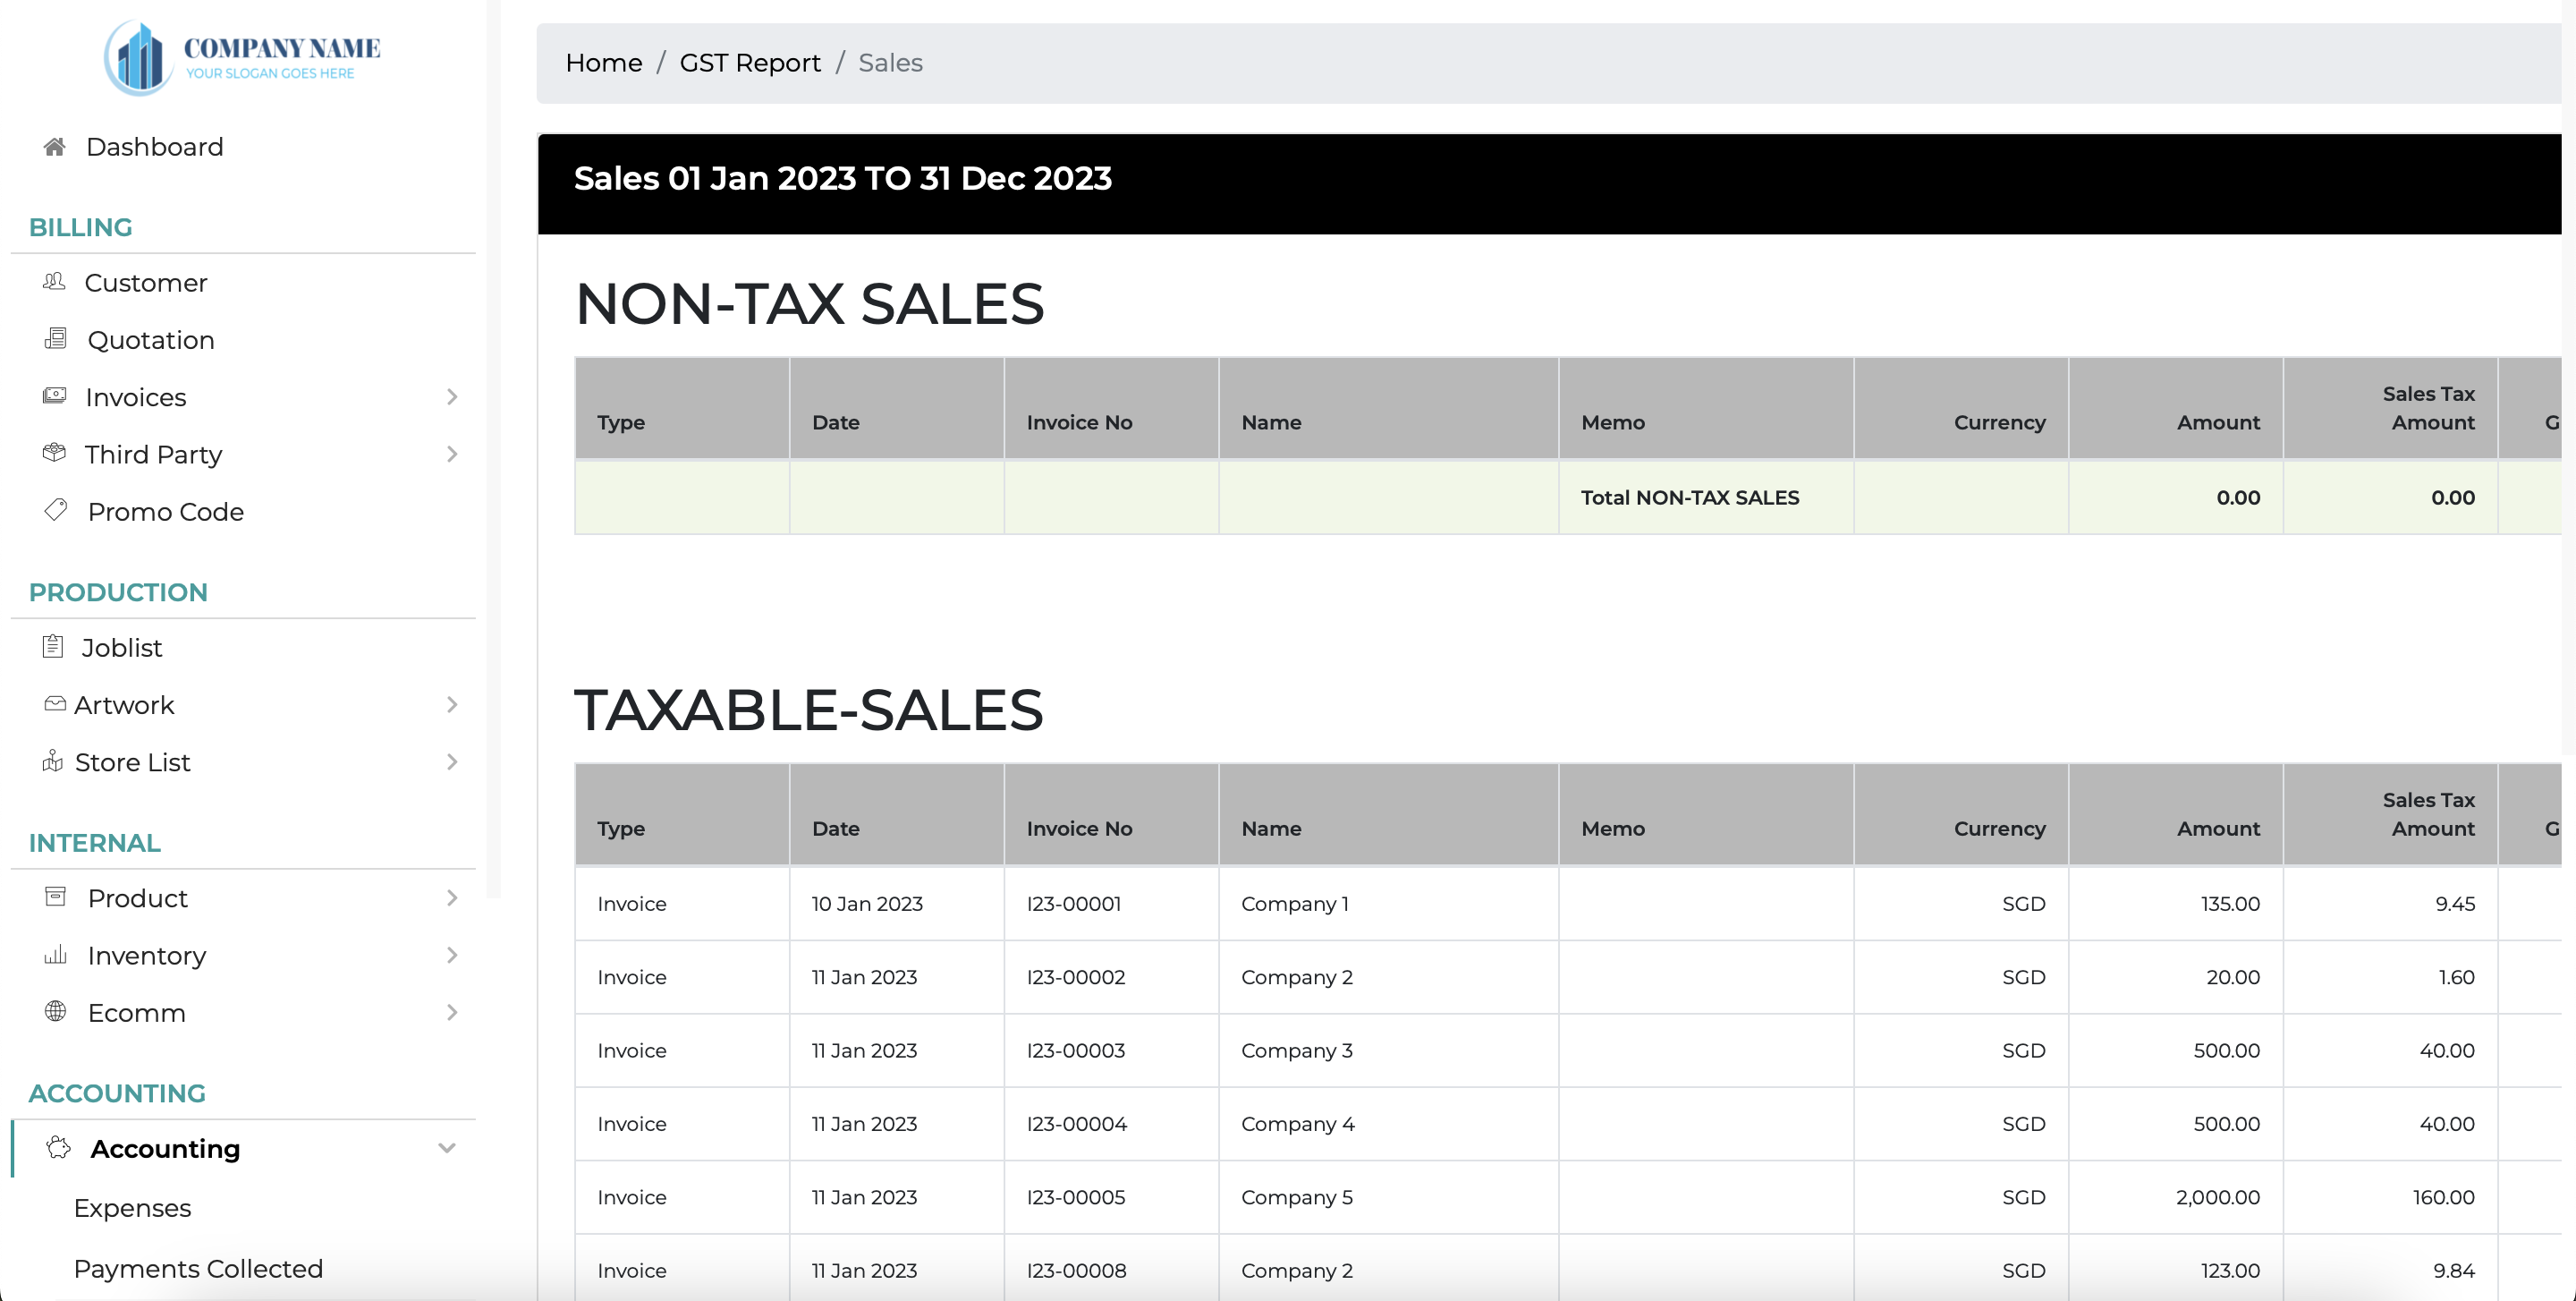 COMPANY NAME
YOUR SLOGAN GOES HERE
Dashboard
BILLING
Customer
Quotation
Invoices
Third Party
Promo Code
PRODUCTION
Joblist
Artwork
Store List
INTERNAL
Product
Inventory
Ecomm
ACCOUNTING
Accounting
Expenses
Payments Collected
Home / GST Report / Sales
Sales 01 Jan 2023 TO 31 Dec 2023
NON-TAX SALES
Type Date Invoice No Name Memo Currency Amount Sales Tax Amount G
Total NON-TAX SALES 0.00 0.00
TAXABLE-SALES
Type Date Invoice No Name Memo Currency Amount Sales Tax Amount G
Invoice 10 Jan 2023 I23-00001 Company 1 SGD 135.00 9.45
Invoice 11 Jan 2023 I23-00002 Company 2 SGD 20.00 1.60
Invoice 11 Jan 2023 I23-00003 Company 3 SGD 500.00 40.00
Invoice 11 Jan 2023 I23-00004 Company 4 SGD 500.00 40.00
Invoice 11 Jan 2023 I23-00005 Company 5 SGD 2,000.00 160.00
Invoice 11 Jan 2023 I23-00008 Company 2 SGD 123.00 9.84